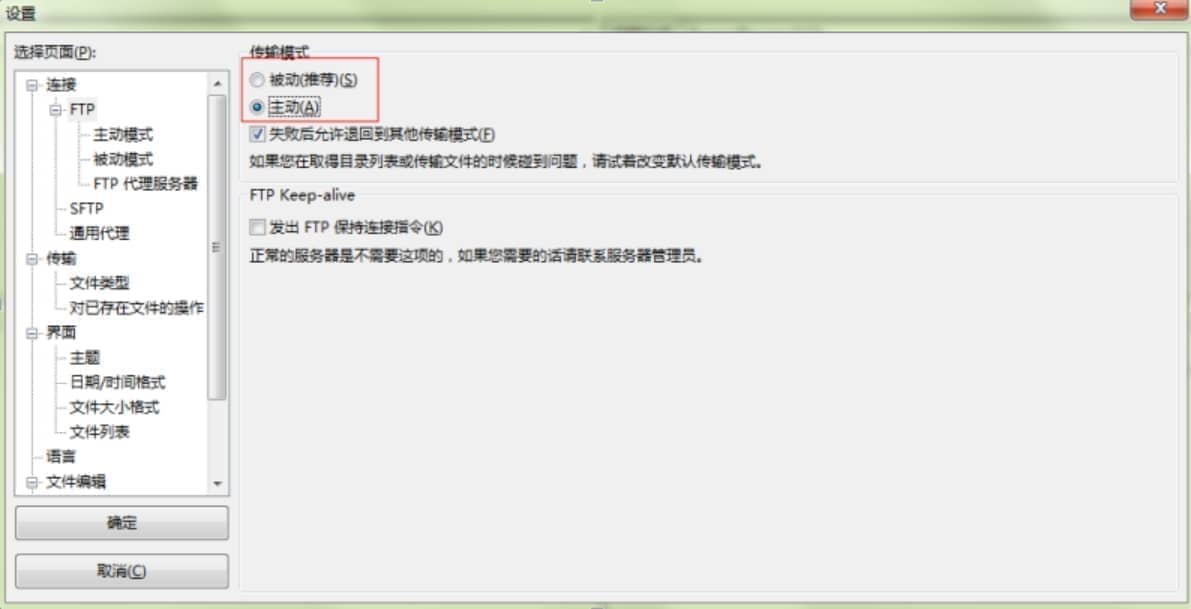 设置
选择页面(P):
连接
FTP
主动模式
被动模式
FTP 代理服务器
SFTP
通用代理
传输
文件类型
对已存在文件的操作
界面
主题
日期/时间格式
文件大小格式
文件列表
语言
文件编辑
确定
取消(C)
传输模式
被动(推荐)(S)
主动(A)
失败后允许退回到其他传输模式(F)
如果您在取得目录列表或传输文件的时候碰到问题，请试着改变默认传输模式。
FTP Keep-alive
发出 FTP 保持连接指令(K)
正常的服务器是不需要这项的，如果您需要的话请联系服务器管理员。